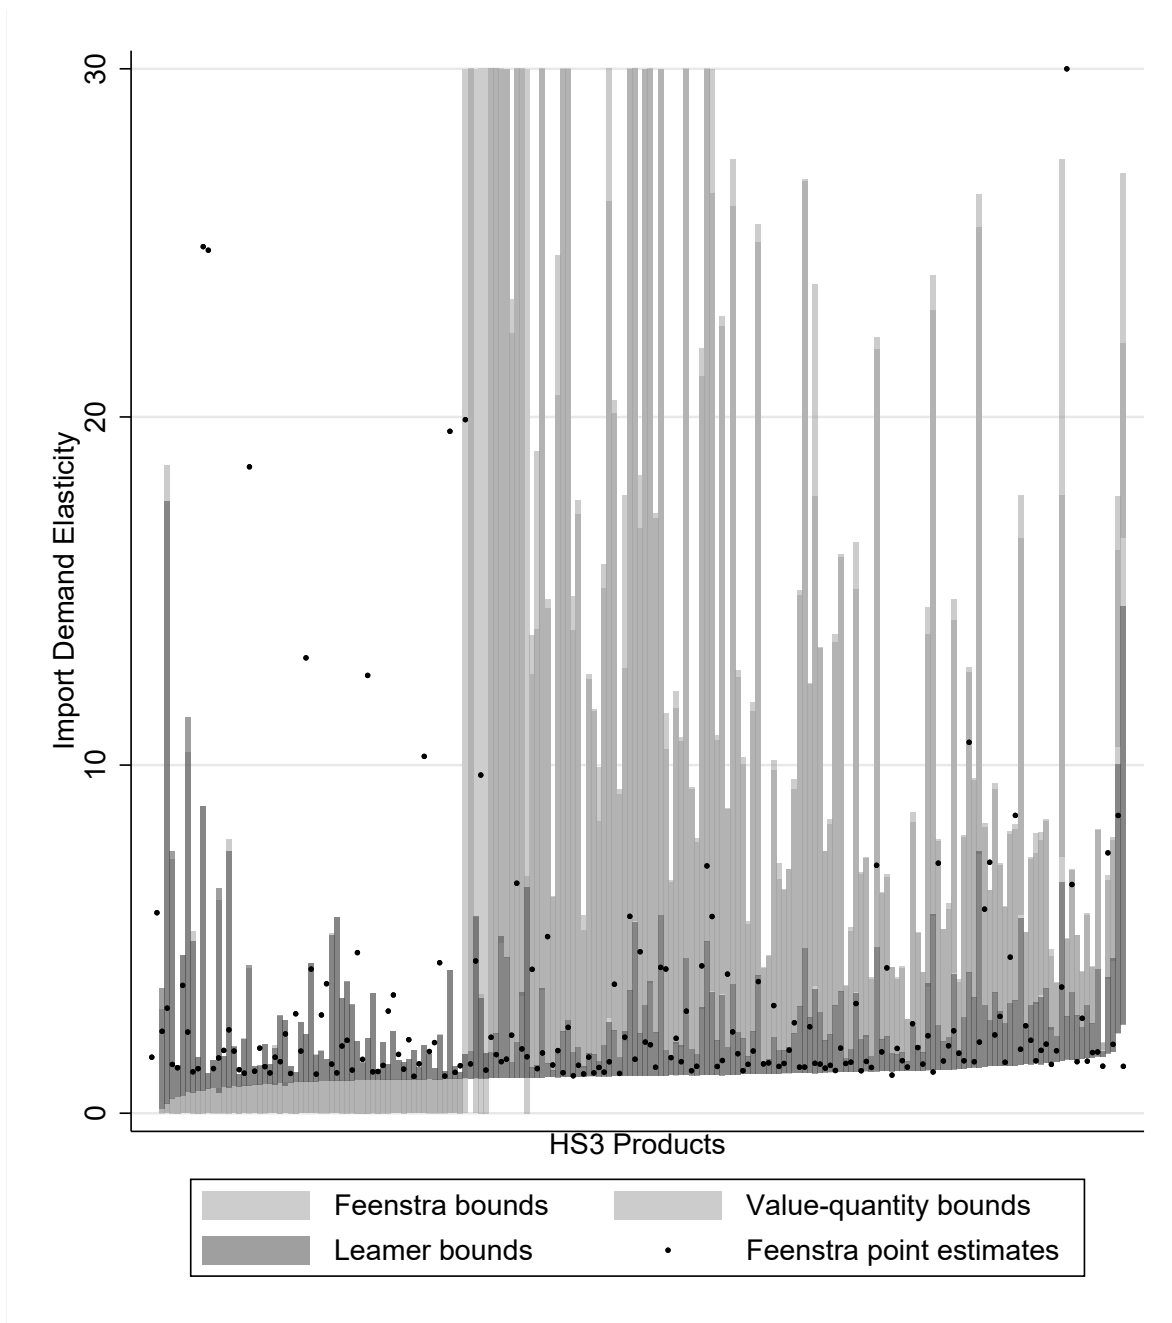 30
20
10
0
Import Demand Elasticity
HS3 Products
Feenstra bounds
Value-quantity bounds
Leamer bounds
Feenstra point estimates